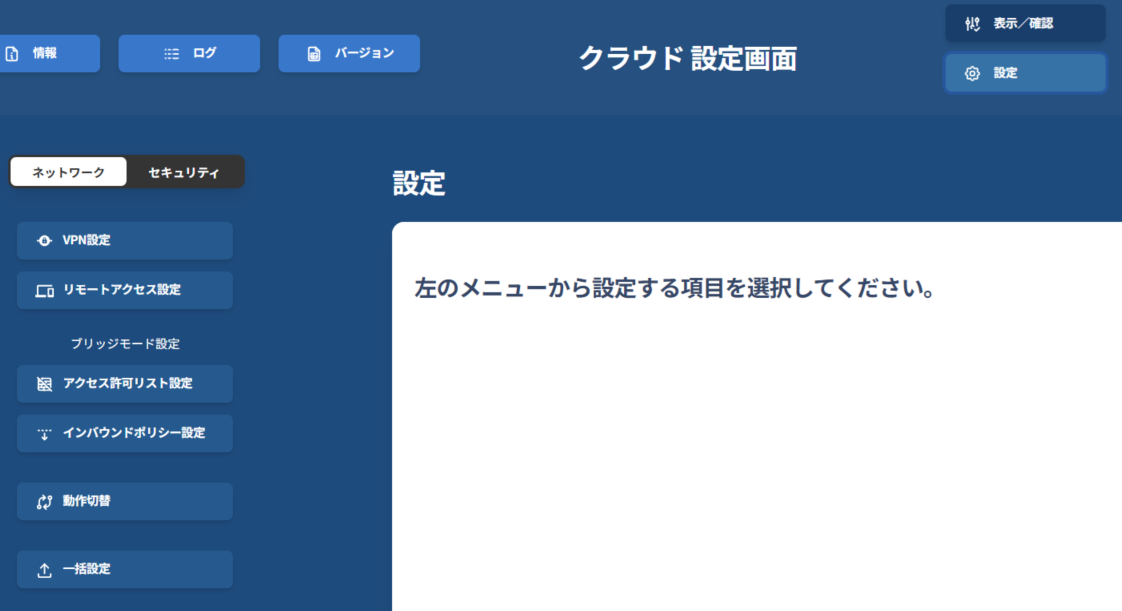 情報
ログ
バージョン
クラウド 設定画面
表示／確認
設定
ネットワーク
セキュリティ
設定
VPN設定
リモートアクセス設定
左のメニューから設定する項目を選択してください。
ブリッジモード設定
アクセス許可リスト設定
インバウンドポリシー設定
動作切替
一括設定